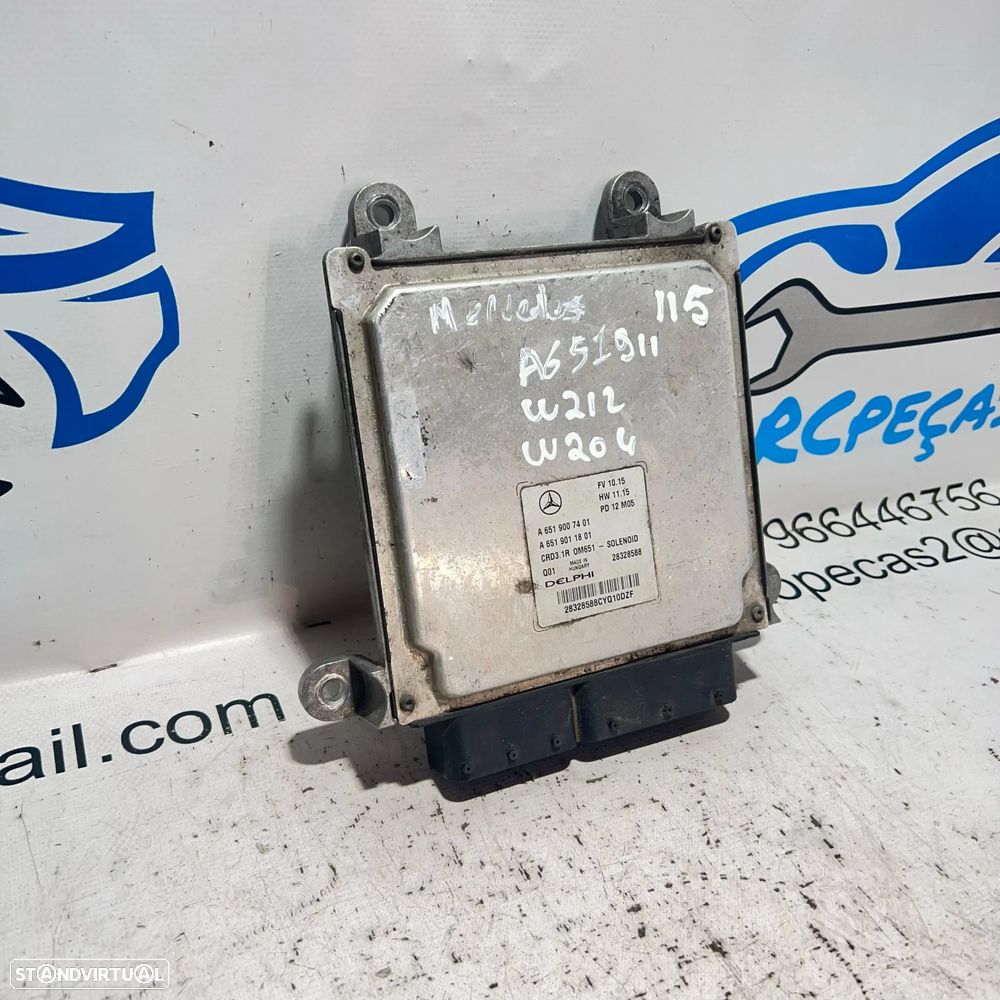 Mercedes 115
A651911
W212
W204
FV 10.15
HW 11.15
PD 12 M05
A 651 900 74 01
A 651 901 18 01
CRD3.1R OM651 - SOLENOID
Q01 MADE IN HUNGARY 28328588
DELPHI
28328588CYQ10DZF
RCPEÇAS
966446756
opecas2@
ail.com
STANDVIRTUAL